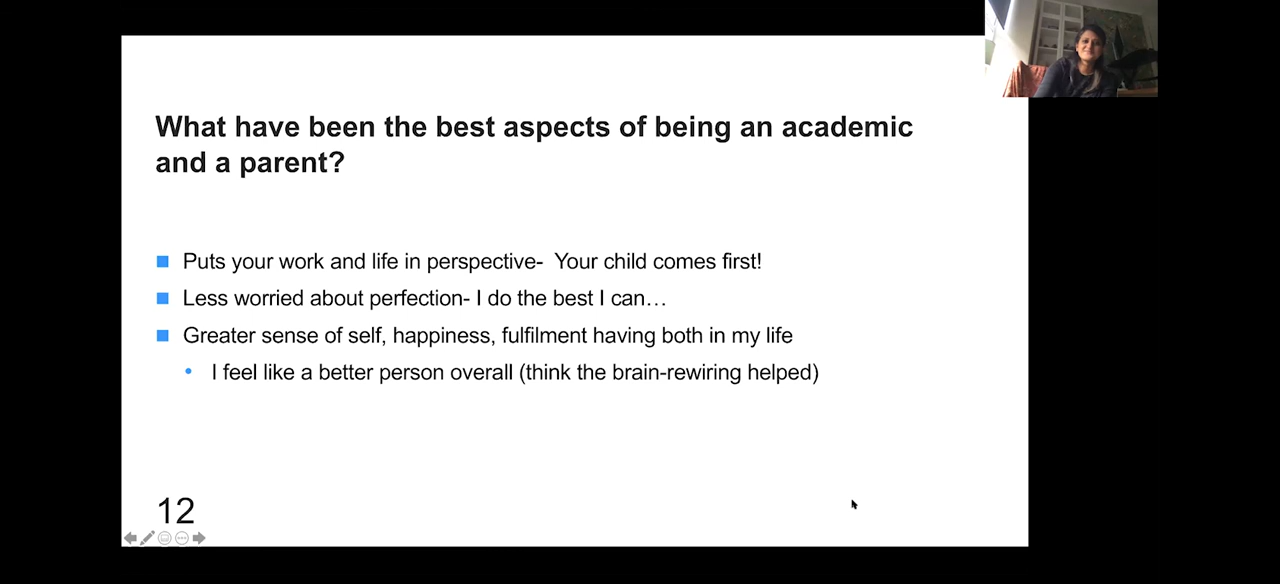 What have been the best aspects of being an academic
and a parent?
Puts your work and life in perspective-  Your child comes first!
Less worried about perfection- I do the best I can…
Greater sense of self, happiness, fulfilment having both in my life
I feel like a better person overall (think the brain-rewiring helped)
12